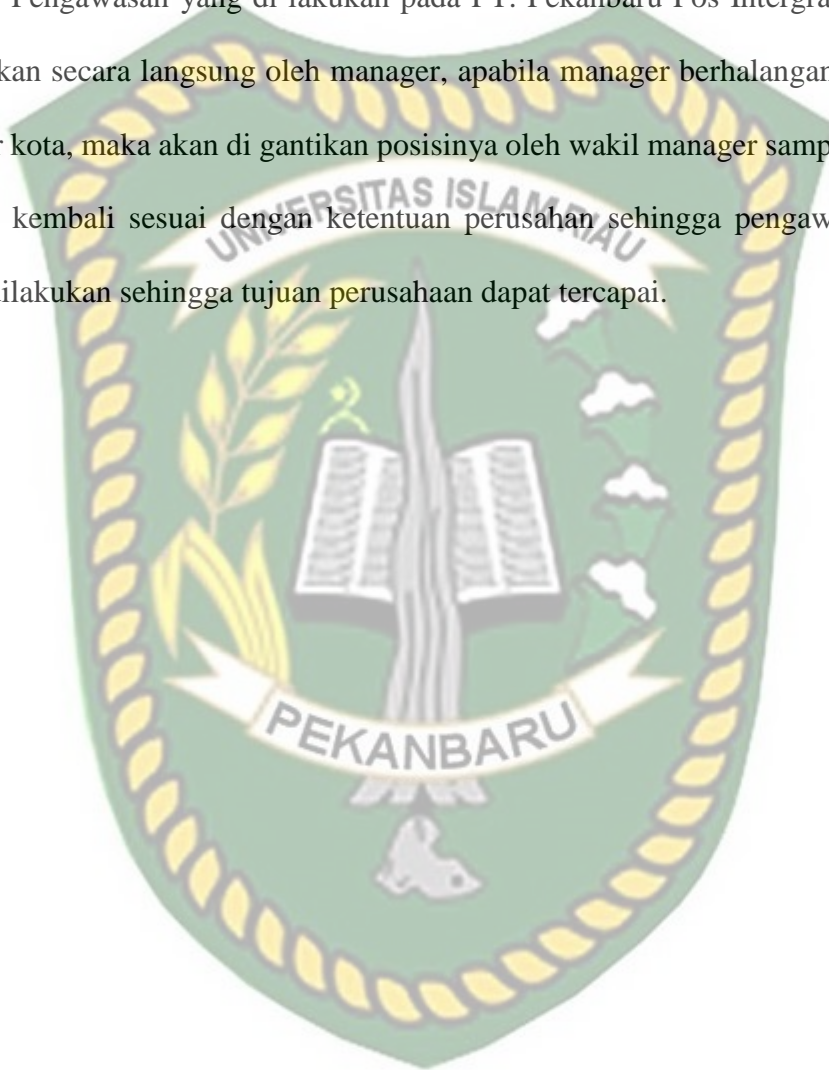 Pengawasan yang di lakukan pada PT. Pekanbaru Pos Intergra
kan secara langsung oleh manager, apabila manager berhalangan
r kota, maka akan di gantikan posisinya oleh wakil manager samp
kembali sesuai dengan ketentuan perusahan sehingga pengaw
ilakukan sehingga tujuan perusahaan dapat tercapai.
UNIVERSITAS ISLAM RIAU
PEKANBARU